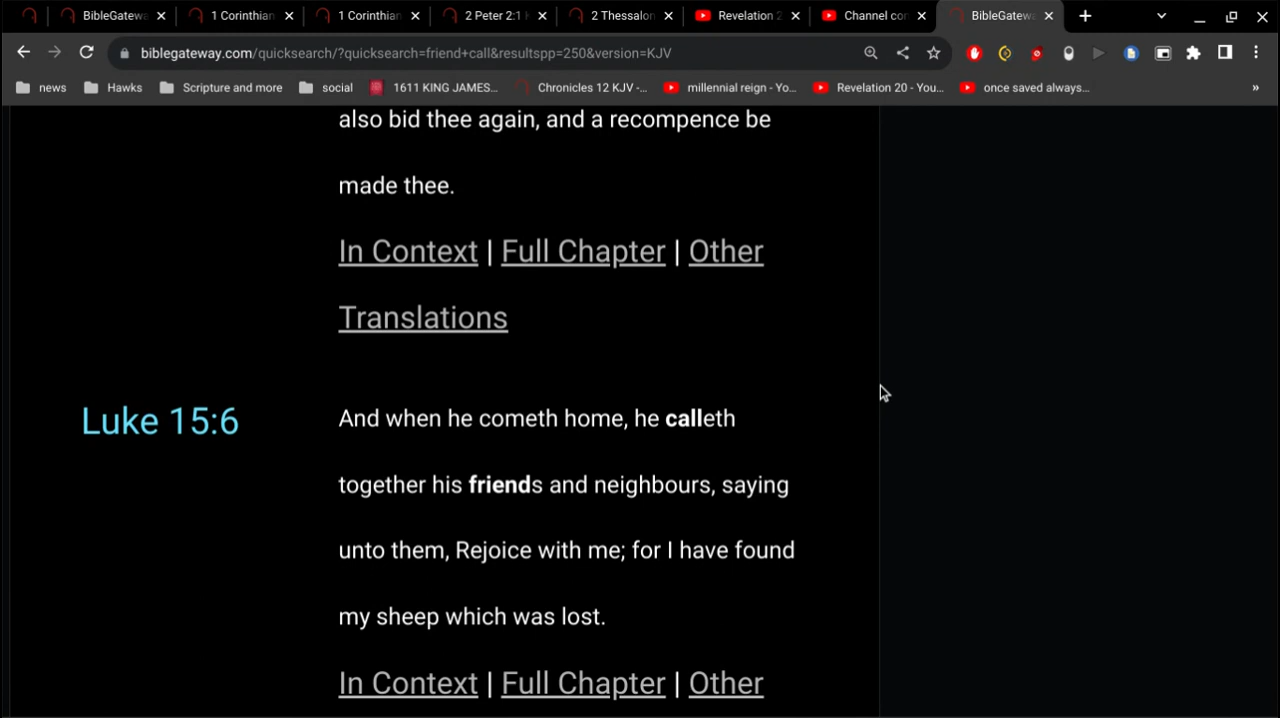 BibleGatewa
1 Corinthian
1 Corinthian
2 Peter 2:1
2 Thessalon
Revelation 2
Channel cor
BibleGatewa
biblegateway.com/quicksearch/?quicksearch=friend+call&resultspp=250&version=KJV
news
Hawks
Scripture and more
social
1611 KING JAMES...
Chronicles 12 KJV -...
millennial reign - Yo...
Revelation 20 - You...
once saved always...
»
also bid thee again, and a recompence be
made thee.
In Context | Full Chapter | Other
Translations
Luke 15:6
And when he cometh home, he calleth
together his friends and neighbours, saying
unto them, Rejoice with me; for I have found
my sheep which was lost.
In Context | Full Chapter | Other